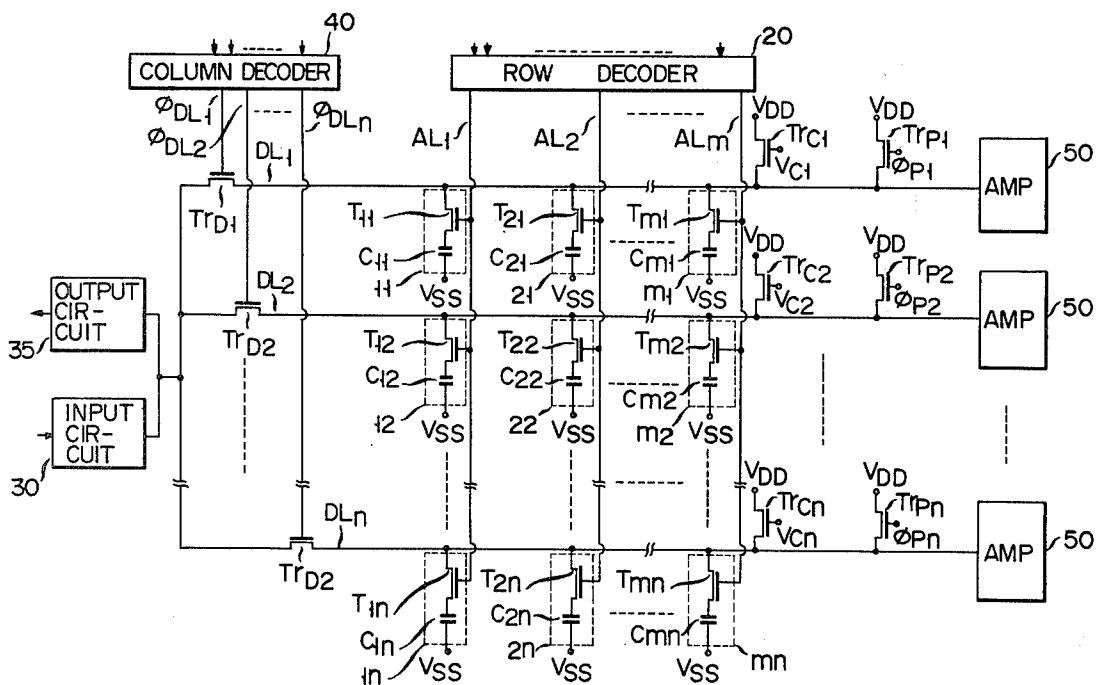 40
20
COLUMN DECODER
ROW DECODER
ØDL1
ØDL2
ØDLn
DL1
AL1
AL2
ALm
VDD
VDD
TrC1
TrP1
VC1
ØP1
50
AMP
TrD1
T11
T21
Tm1
C11
C21
Cm1
11
21
m1
VSS
VSS
VSS
VDD
VDD
TrC2
TrP2
VC2
ØP2
50
AMP
DL2
TrD2
OUTPUT
CIR-
CUIT
35
INPUT
CIR-
CUIT
30
T12
T22
Tm2
C12
C22
Cm2
12
22
m2
VSS
VSS
VSS
VDD
VDD
TrCn
TrPn
VCn
ØPn
50
AMP
DLn
TrD2
T1n
T2n
Tmn
C1n
C2n
Cmn
1n
2n
mn
VSS
VSS
VSS